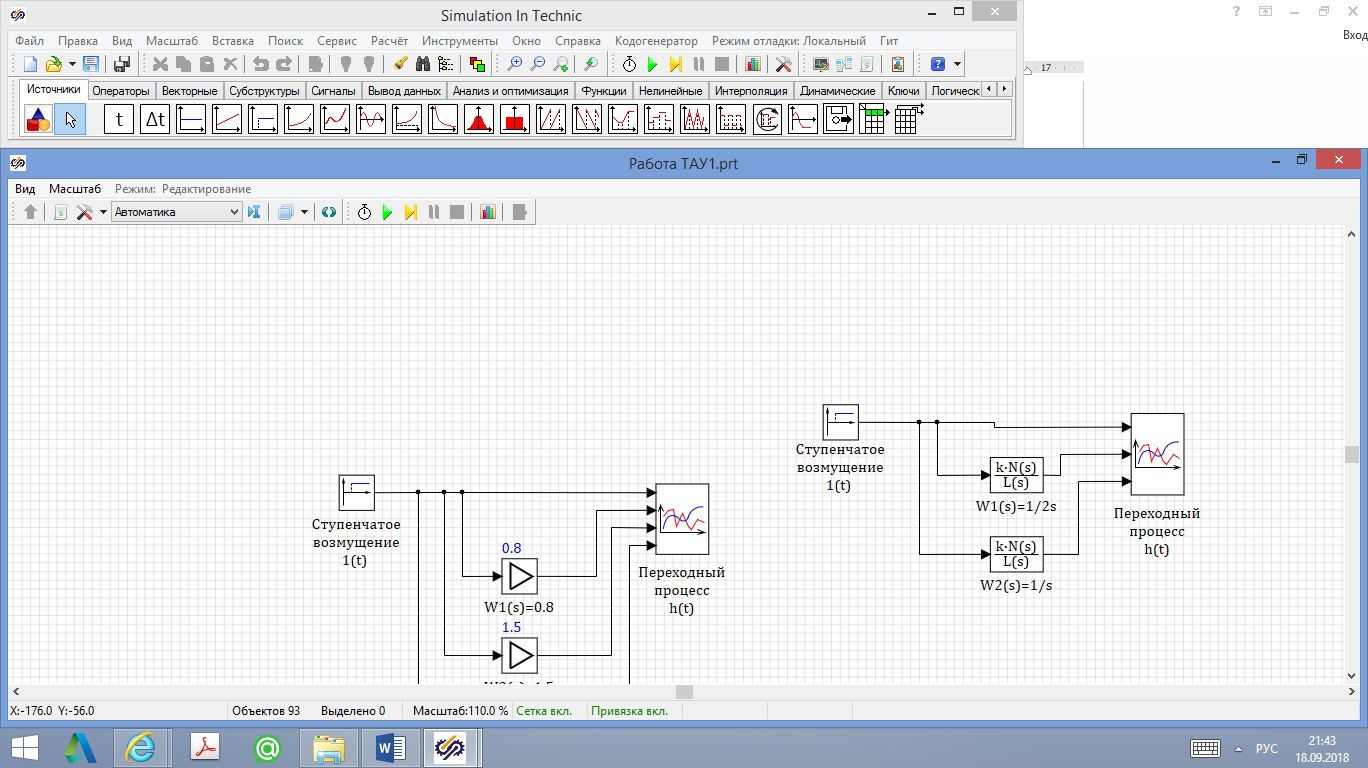 Simulation In Technic
Файл Правка Вид Масштаб Вставка Поиск Сервис Расчёт Инструменты Окно Справка Кодогенератор Режим отладки: Локальный Гит
Вход
17
Источники Операторы Векторные Субструктуры Сигналы Вывод данных Анализ и оптимизация Функции Нелинейные Интерполяция Динамические Ключи Логическ
t Δt
Работа ТАУ1.prt
Вид Масштаб Режим: Редактирование
Автоматика
Ступенчатое
возмущение
1(t)
0.8
W1(s)=0.8
1.5
Переходный
процесс
h(t)
Ступенчатое
возмущение
1(t)
k·N(s)
L(s)
W1(s)=1/2s
k·N(s)
L(s)
W2(s)=1/s
Переходный
процесс
h(t)
X:-176.0 Y:-56.0 Объектов 93 Выделено 0 Масштаб:110.0 % Сетка вкл. Привязка вкл.
РУС
21:43
18.09.2018